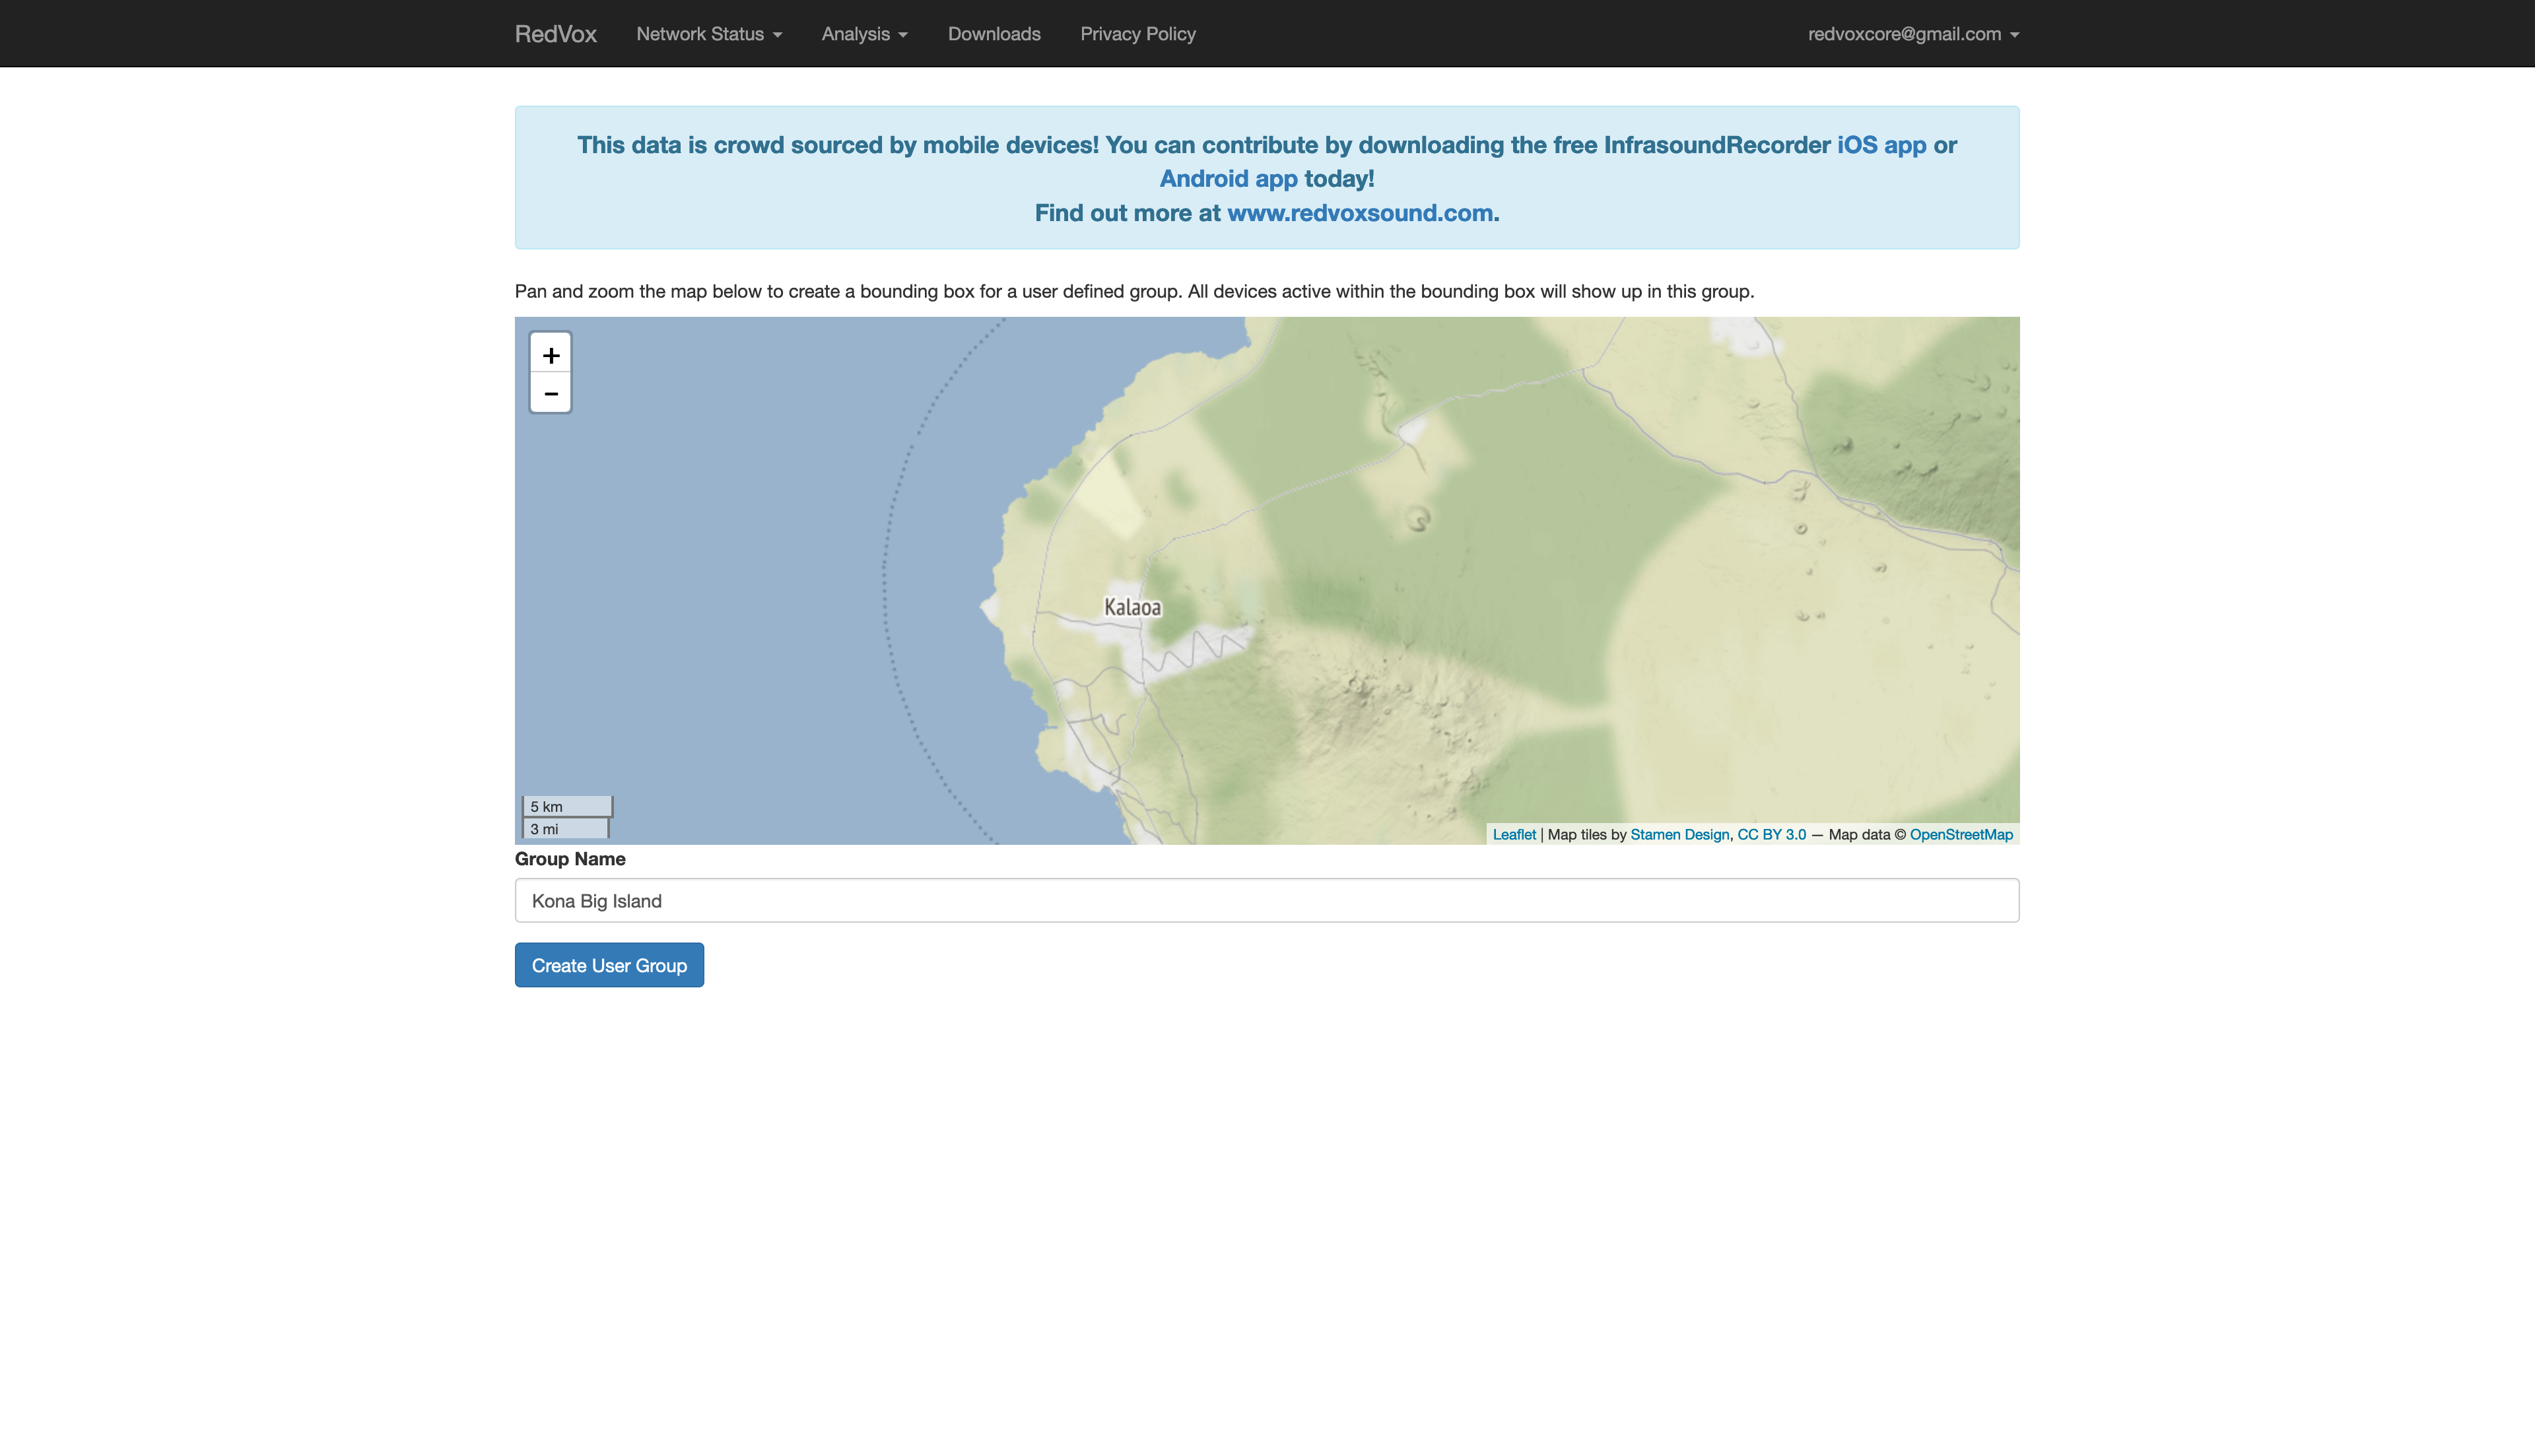 RedVox Network Status Analysis Downloads Privacy Policy redvoxcore@gmail.com
This data is crowd sourced by mobile devices! You can contribute by downloading the free InfrasoundRecorder iOS app or
Android app today!
Find out more at www.redvoxsound.com.
Pan and zoom the map below to create a bounding box for a user defined group. All devices active within the bounding box will show up in this group.
+
−
Kalaoa
5 km
3 mi
Leaflet | Map tiles by Stamen Design, CC BY 3.0 — Map data © OpenStreetMap
Group Name
Kona Big Island
Create User Group